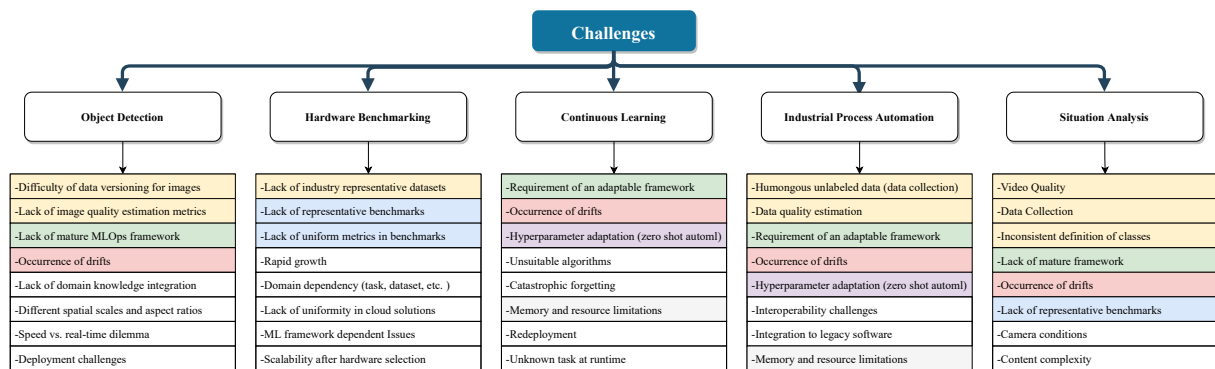 Challenges
Object Detection
Hardware Benchmarking
Continuous Learning
Industrial Process Automation
Situation Analysis
-Difficulty of data versioning for images
-Lack of image quality estimation metrics
-Lack of mature MLOps framework
-Occurrence of drifts
-Lack of domain knowledge integration
-Different spatial scales and aspect ratios
-Speed vs. real-time dilemma
-Deployment challenges
-Lack of industry representative datasets
-Lack of representative benchmarks
-Lack of uniform metrics in benchmarks
-Rapid growth
-Domain dependency (task, dataset, etc. )
-Lack of uniformity in cloud solutions
-ML framework dependent Issues
-Scalability after hardware selection
-Requirement of an adaptable framework
-Occurrence of drifts
-Hyperparameter adaptation (zero shot automl)
-Unsuitable algorithms
-Catastrophic forgetting
-Memory and resource limitations
-Redeployment
-Unknown task at runtime
-Humongous unlabeled data (data collection)
-Data quality estimation
-Requirement of an adaptable framework
-Occurrence of drifts
-Hyperparameter adaptation (zero shot automl)
-Interoperability challenges
-Integration to legacy software
-Memory and resource limitations
-Video Quality
-Data Collection
-Inconsistent definition of classes
-Lack of mature framework
-Occurrence of drifts
-Lack of representative benchmarks
-Camera conditions
-Content complexity